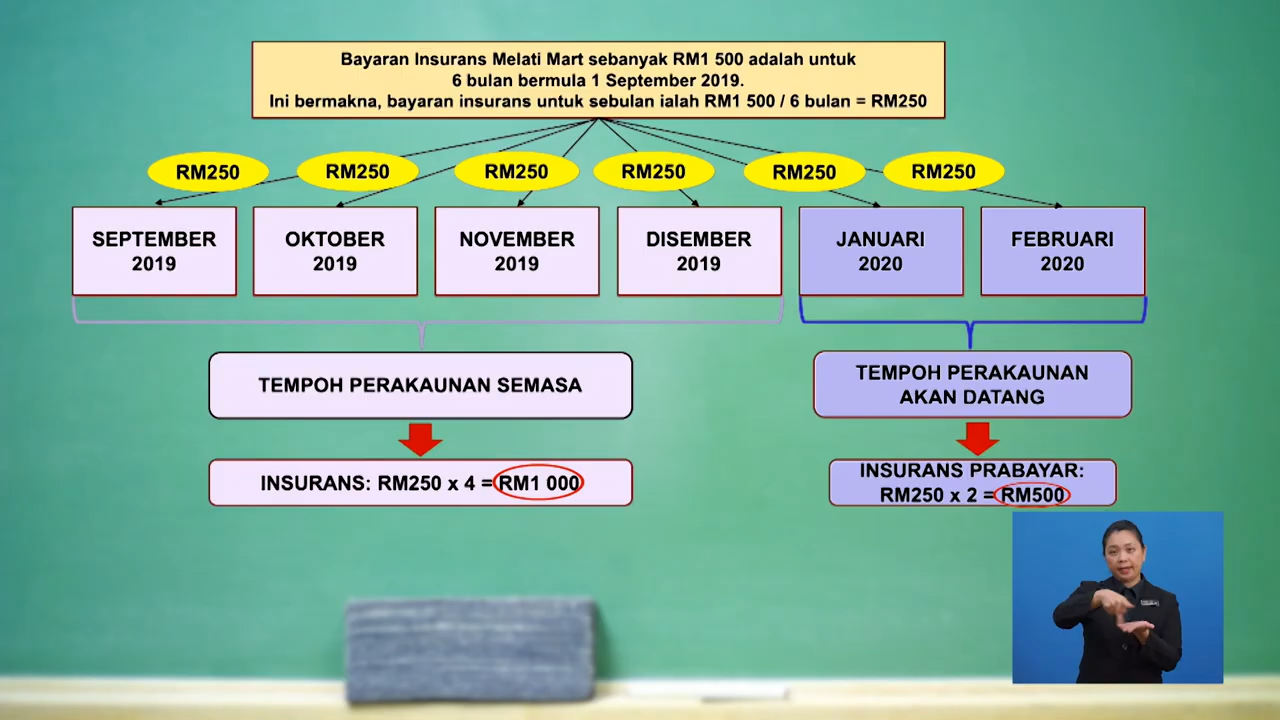 Bayaran Insurans Melati Mart sebanyak RM1 500 adalah untuk
6 bulan bermula 1 September 2019.
Ini bermakna, bayaran insurans untuk sebulan ialah RM1 500 / 6 bulan = RM250
RM250
RM250
RM250
RM250
RM250
RM250
SEPTEMBER
2019
OKTOBER
2019
NOVEMBER
2019
DISEMBER
2019
JANUARI
2020
FEBRUARI
2020
TEMPOH PERAKAUNAN SEMASA
TEMPOH PERAKAUNAN
AKAN DATANG
INSURANS: RM250 x 4 = RM1 000
INSURANS PRABAYAR:
RM250 x 2 = RM500